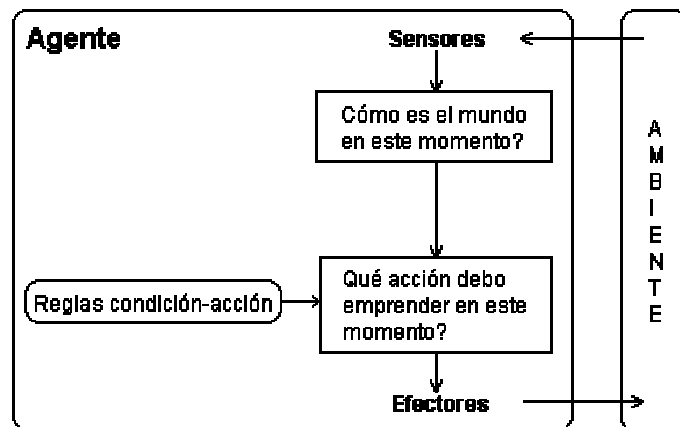 Agente
Sensores
Cómo es el mundo
en este momento?
AMBIENTE
Reglas condición-acción
Qué acción debo
emprender en este
momento?
Efectores